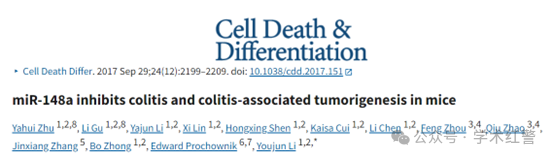 Cell Death &
Differentiation
▸ Cell Death Differ. 2017 Sep 29;24(12):2199–2209. doi: 10.1038/cdd.2017.151
miR-148a inhibits colitis and colitis-associated tumorigenesis in mice
Yahui Zhu 1,2,8, Li Gu 1,2,8, Yajun Li 1,2, Xi Lin 1,2, Hongxing Shen 1,2, Kaisa Cui 1,2, Li Chen 1,2, Feng Zhou 3,4, Qiu Zhao 3,4,
Jinxiang Zhang 5, Bo Zhong 1,2, Edward Prochownik 6,7, Youjun Li 1,2,*
公众号 · 学术红警